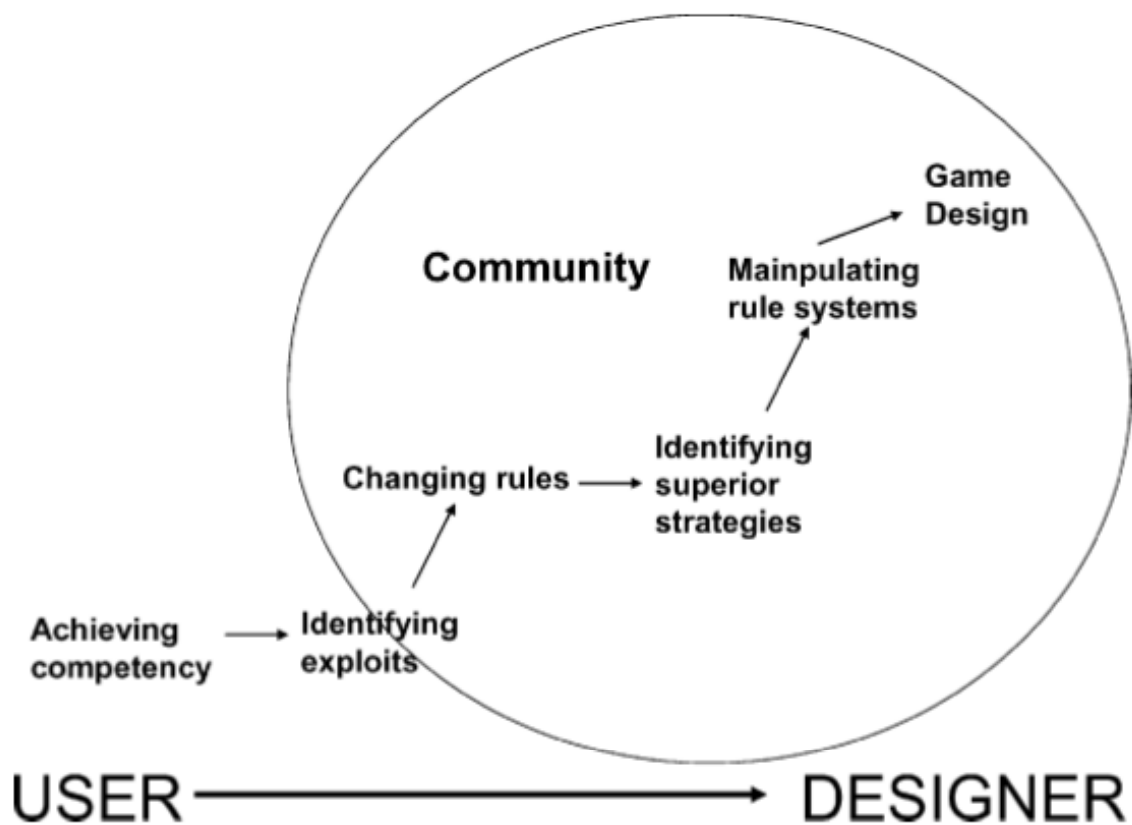 Game
Design
Community
Mainpulating
rule systems
Identifying
superior
strategies
Changing rules
Identifying
exploits
Achieving
competency
USER
DESIGNER